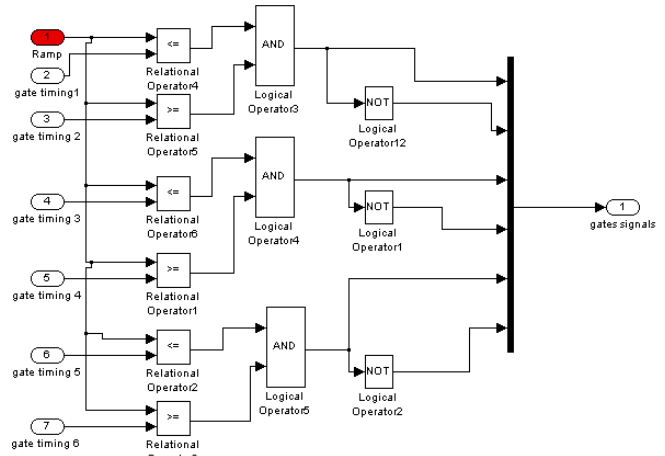 1
Ramp
2
gate timing1
3
gate timing 2
4
gate timing 3
5
gate timing 4
6
gate timing 5
7
gate timing 6
<=
Relational
Operator4
>=
Relational
Operator5
<=
Relational
Operator6
>=
Relational
Operator1
<=
Relational
Operator2
>=
Relational
AND
Logical
Operator3
AND
Logical
Operator4
AND
Logical
Operator5
NOT
Logical
Operator12
NOT
Logical
Operator1
NOT
Logical
Operator2
1
gates signals